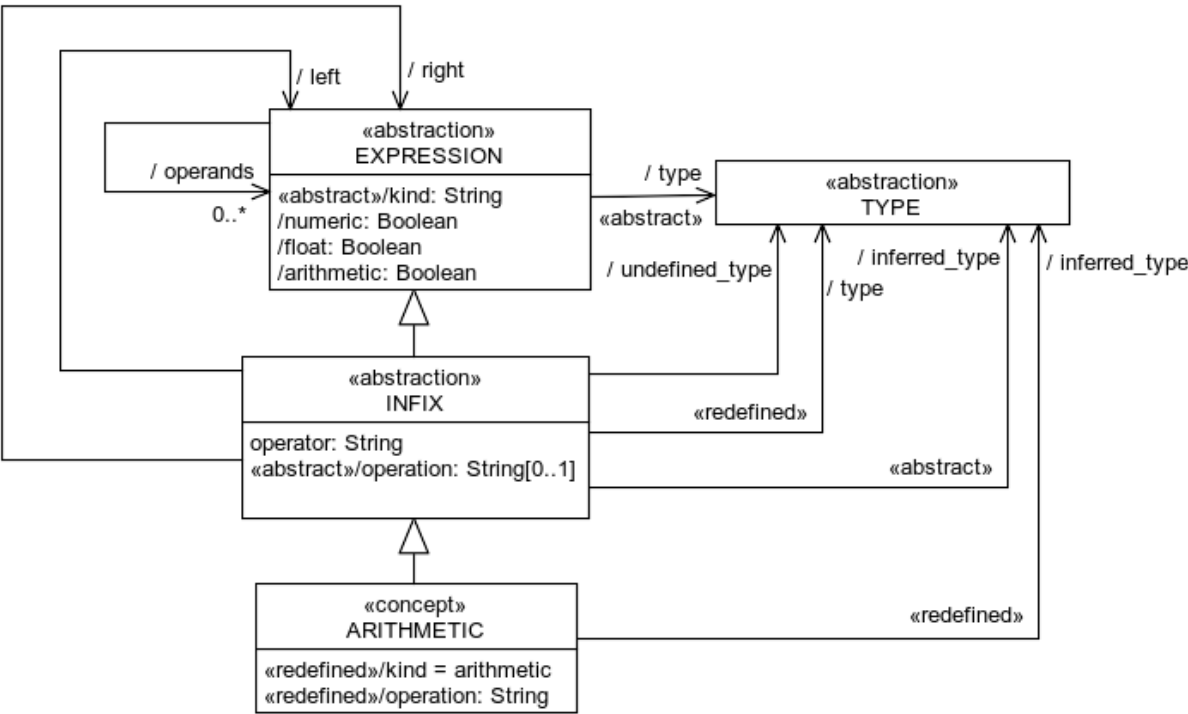 / left
/ right
«abstraction»
EXPRESSION
/ operands
0..*
«abstract»/kind: String
/numeric: Boolean
/float: Boolean
/arithmetic: Boolean
/ type
«abstract»
«abstraction»
TYPE
/ undefined_type
/ type
/ inferred_type
/ inferred_type
«abstraction»
INFIX
operator: String
«abstract»/operation: String[0..1]
«redefined»
«abstract»
«concept»
ARITHMETIC
«redefined»/kind = arithmetic
«redefined»/operation: String
«redefined»